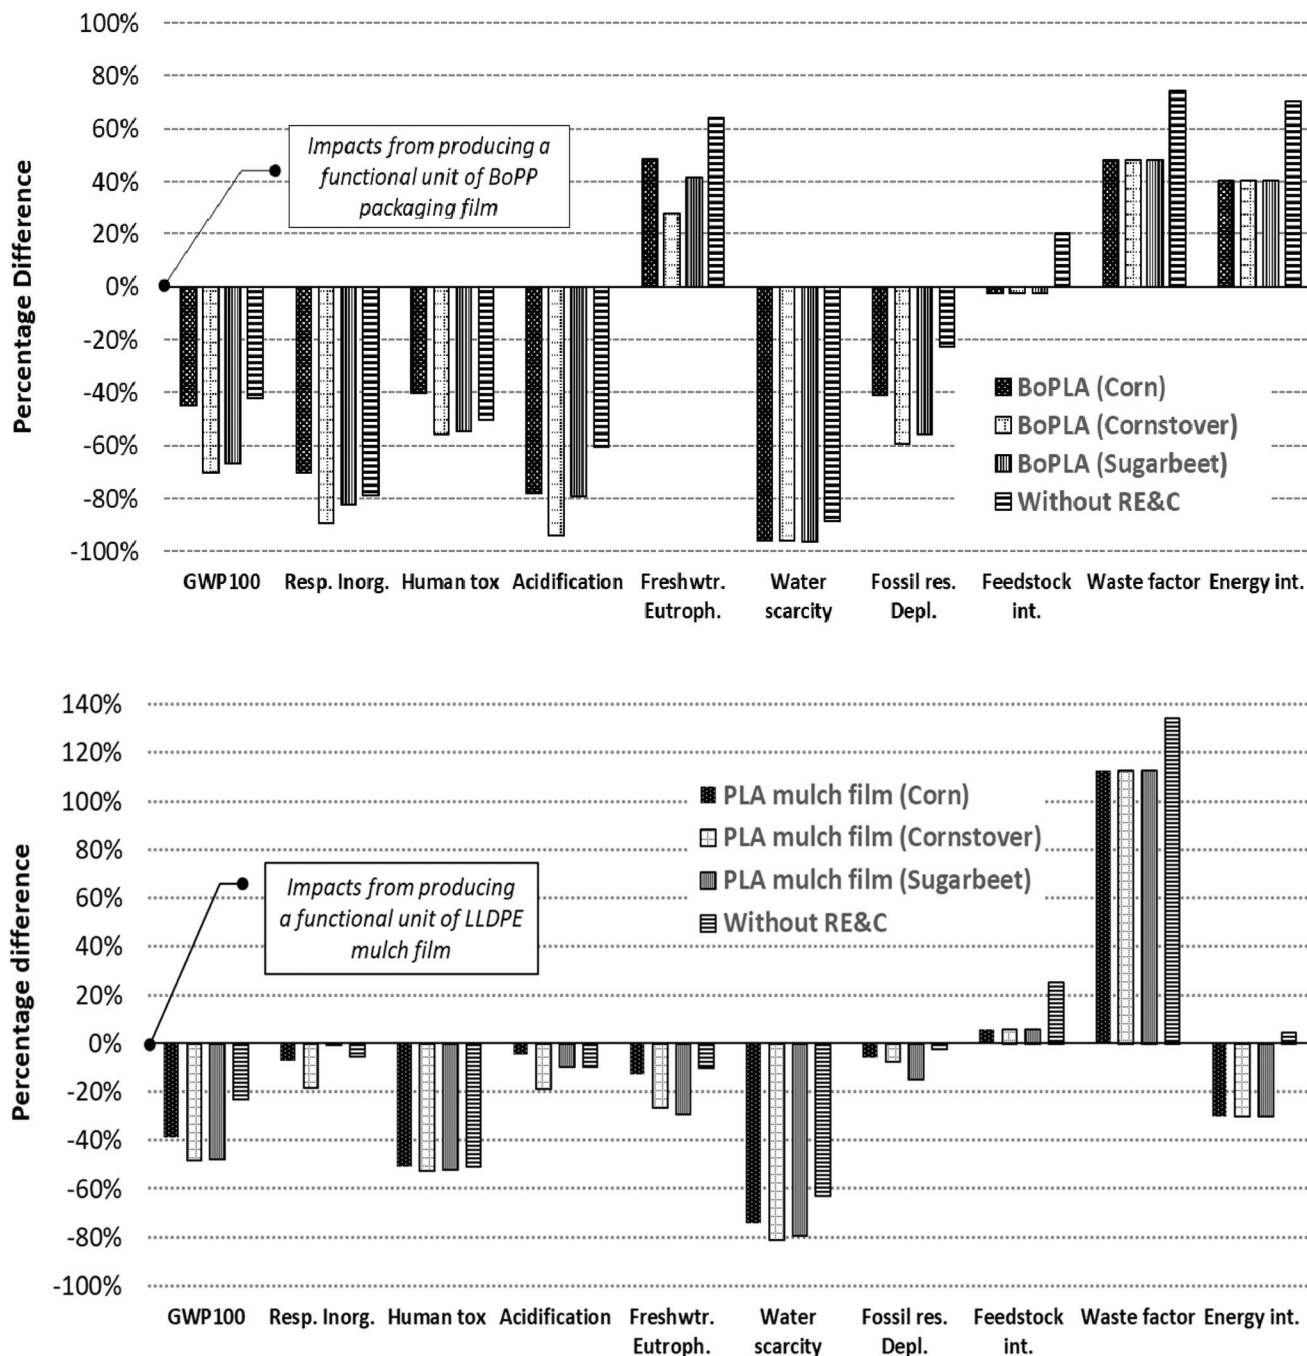 100%
80%
60%
40%
20%
0%
-20%
-40%
-60%
-80%
-100%
Percentage Difference
Impacts from producing a
functional unit of BoPP
packaging film
BoPLA (Corn)
BoPLA (Cornstover)
BoPLA (Sugarbeet)
Without RE&C
GWP100 Resp. Inorg. Human tox Acidification Freshwtr. Water Fossil res. Feedstock Waste factor Energy int.
Eutroph. scarcity Depl. int.
140%
120%
100%
80%
60%
40%
20%
0%
-20%
-40%
-60%
-80%
-100%
Percentage difference
Impacts from producing
a functional unit of LLDPE
mulch film
PLA mulch film (Corn)
PLA mulch film (Cornstover)
PLA mulch film (Sugarbeet)
Without RE&C
GWP100 Resp. Inorg. Human tox Acidification Freshwtr. Water Fossil res. Feedstock Waste factor Energy int.
Eutroph. scarcity Depl. int.